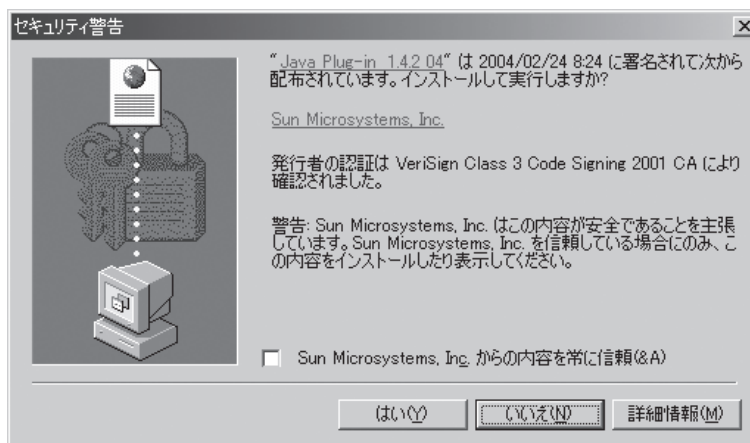 セキュリティ警告
"Java Plug-in 1.4.2 04" は 2004/02/24 8:24 に署名されて次から
配布されています。インストールして実行しますか?
Sun Microsystems, Inc.
発行者の認証は VeriSign Class 3 Code Signing 2001 CA により
確認されました。
警告: Sun Microsystems, Inc. はこの内容が安全であることを主張
しています。Sun Microsystems, Inc. を信頼している場合にのみ、こ
の内容をインストールしたり表示してください。
Sun Microsystems, Inc. からの内容を常に信頼(&A)
はい(Y)
いいえ(N)
詳細情報(M)